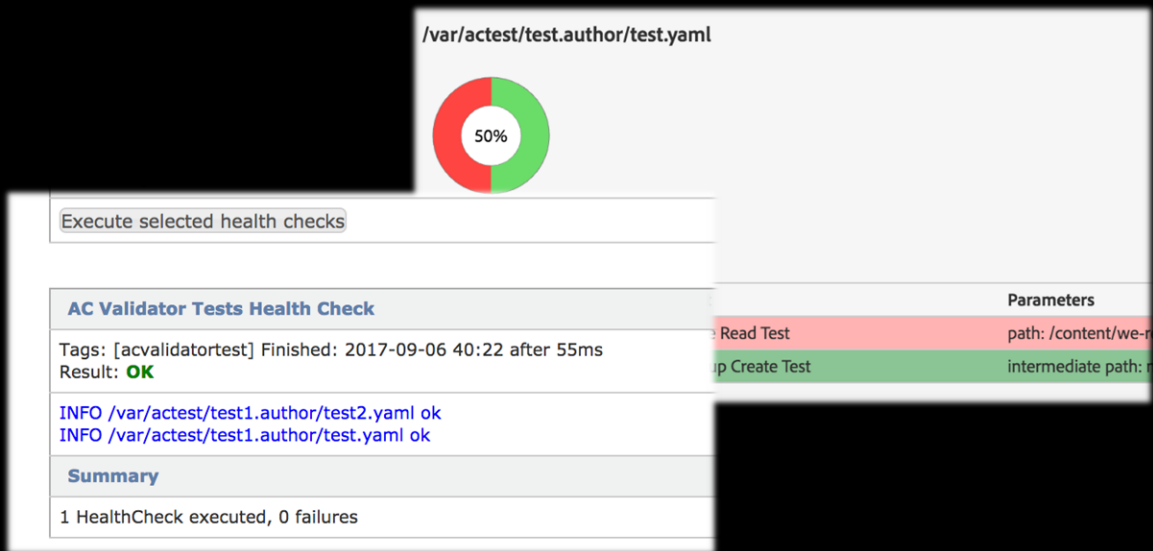 /var/actest/test.author/test.yaml
50%
Execute selected health checks
AC Validator Tests Health Check
Tags: [acvalidatortest] Finished: 2017-09-06 40:22 after 55ms
Result: OK
INFO /var/actest/test1.author/test2.yaml ok
INFO /var/actest/test1.author/test.yaml ok
Summary
1 HealthCheck executed, 0 failures
Parameters
Read Test path: /content/we-
Create Test intermediate path: